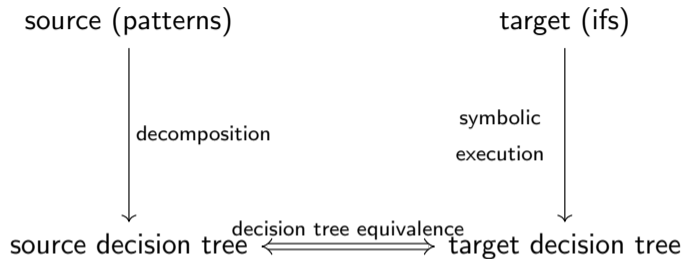 source (patterns)
target (ifs)
decomposition
symbolic
execution
decision tree equivalence
source decision tree
target decision tree